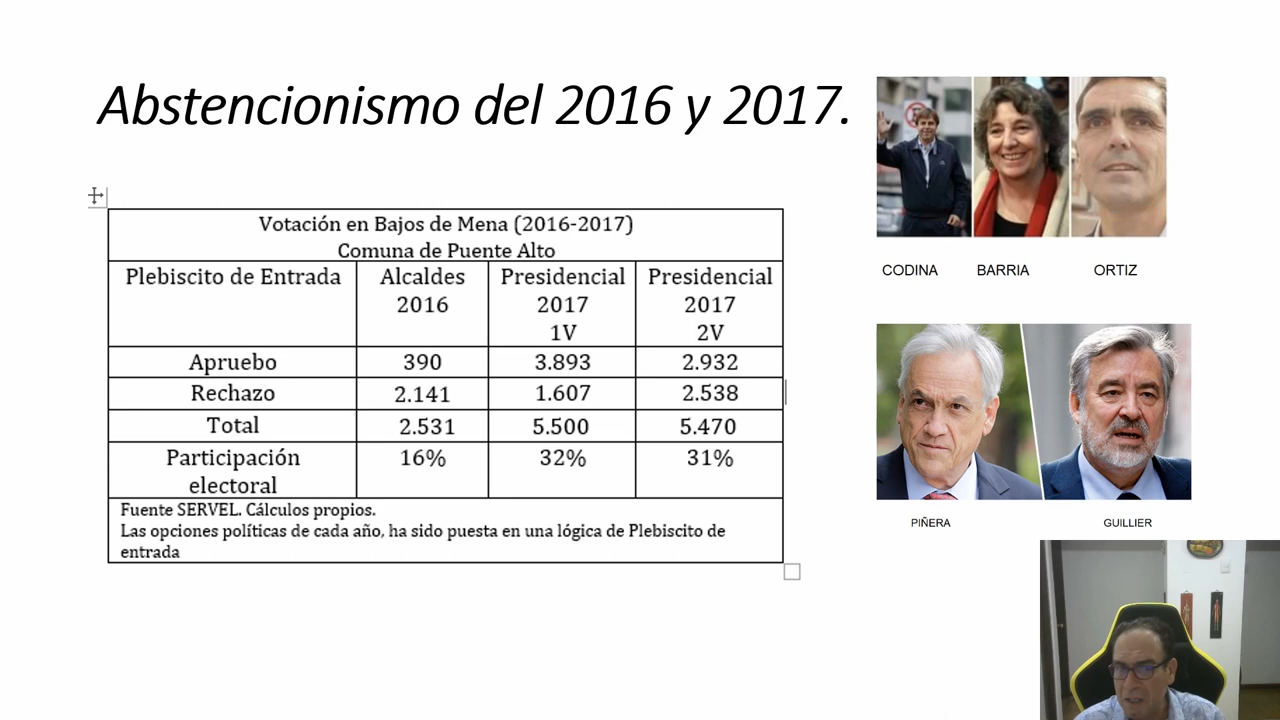 Abstencionismo del 2016 y 2017.
Votación en Bajos de Mena (2016-2017)
Comuna de Puente Alto
Plebiscito de Entrada
Alcaldes
2016
Presidencial
2017
1V
Presidencial
2017
2V
Apruebo 390 3.893 2.932
Rechazo 2.141 1.607 2.538
Total 2.531 5.500 5.470
Participación
electoral
16% 32% 31%
Fuente SERVEL. Cálculos propios.
Las opciones políticas de cada año, ha sido puesta en una lógica de Plebiscito de
entrada
CODINA BARRIA ORTIZ
PIÑERA GUILLIER